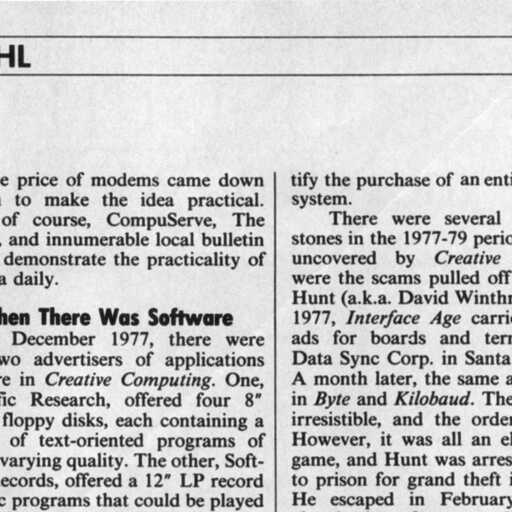 HL
e price of modems came down
to make the idea practical.
of course, CompuServe, The
, and innumerable local bulletin
demonstrate the practicality of
a daily.
hen There Was Software
December 1977, there were
wo advertisers of applications
re in Creative Computing. One,
fic Research, offered four 8″
floppy disks, each containing a
of text-oriented programs of
varying quality. The other, Soft-
ecords, offered a 12″ LP record
c programs that could be played
tify the purchase of an enti
system.
There were several
stones in the 1977-79 perio
uncovered by Creative
were the scams pulled off
Hunt (a.k.a. David Winthr
1977, Interface Age carri
ads for boards and term
Data Sync Corp. in Santa
A month later, the same a
in Byte and Kilobaud. The
irresistible, and the order
However, it was all an el
game, and Hunt was arres
to prison for grand theft i
He escaped in February